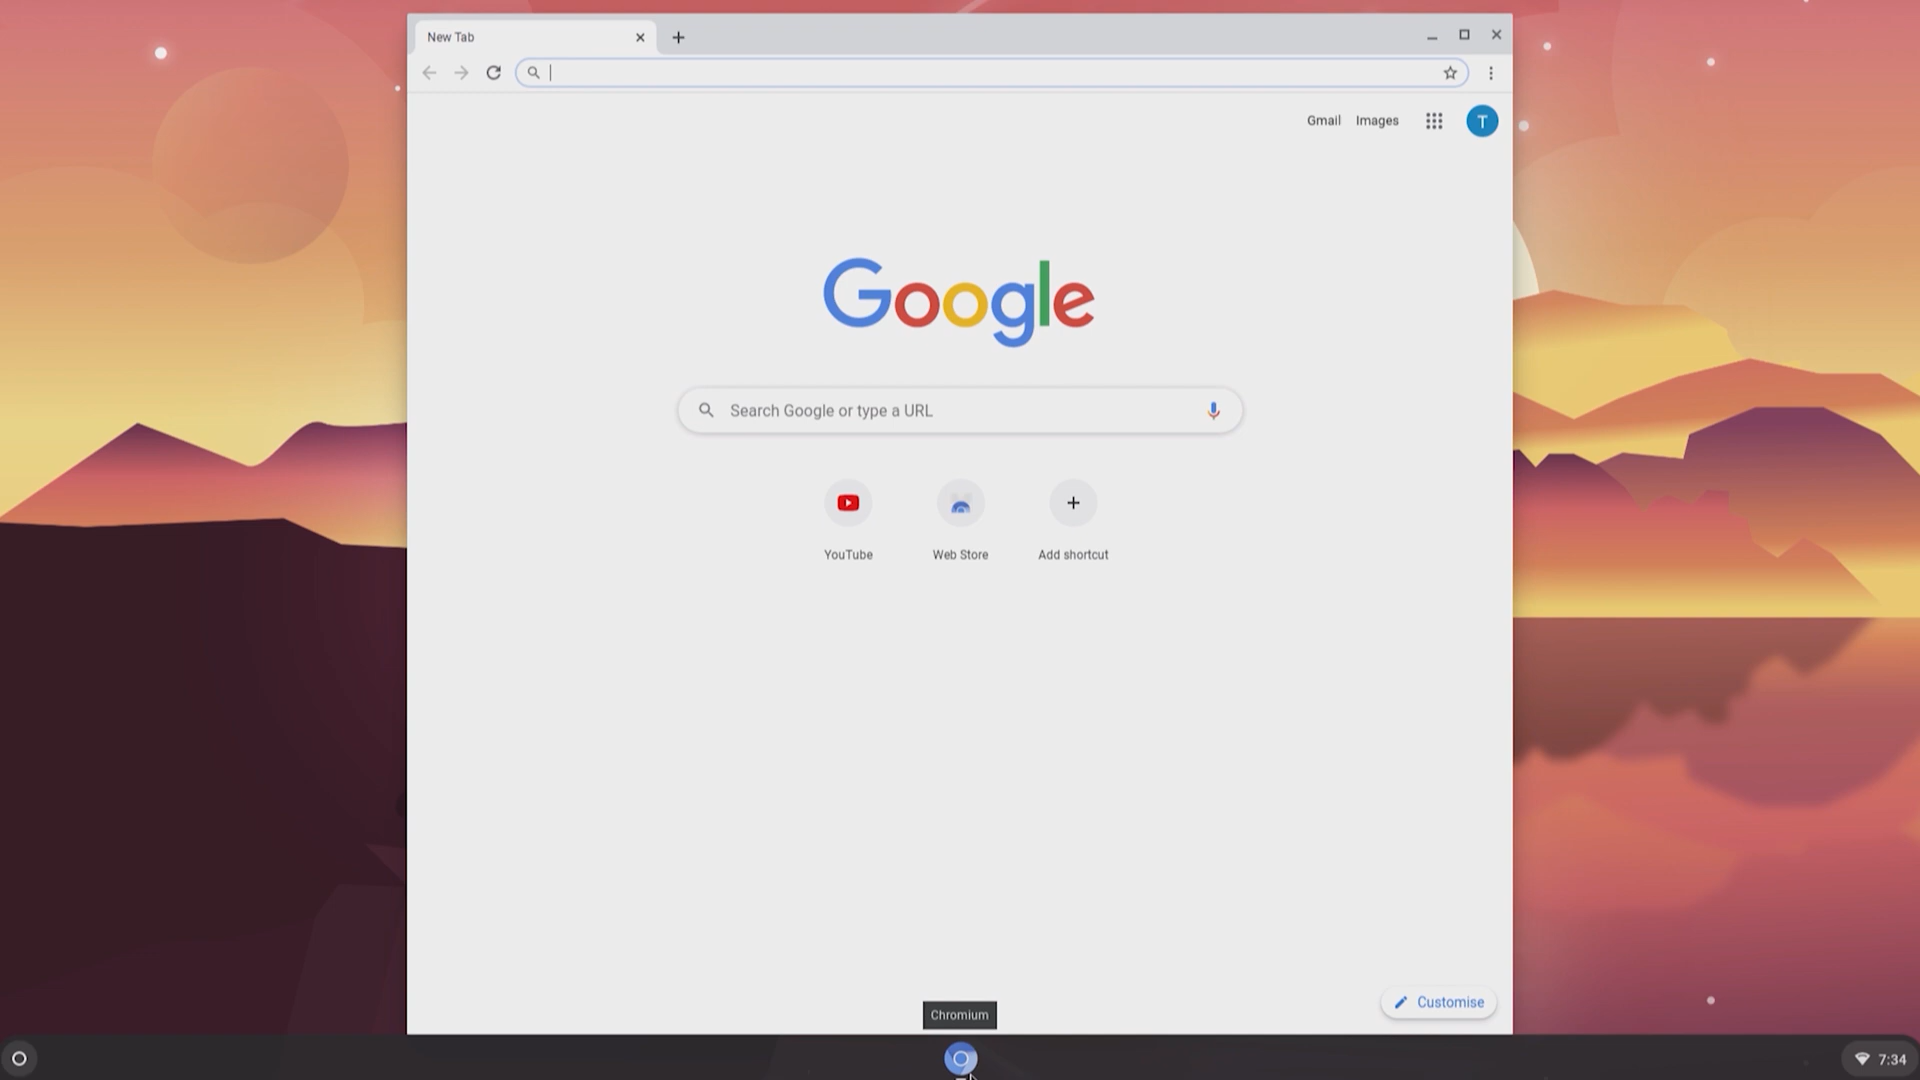 New Tab
Gmail Images
T
Google
Search Google or type a URL
YouTube
Web Store
Add shortcut
Customise
Chromium
7:34